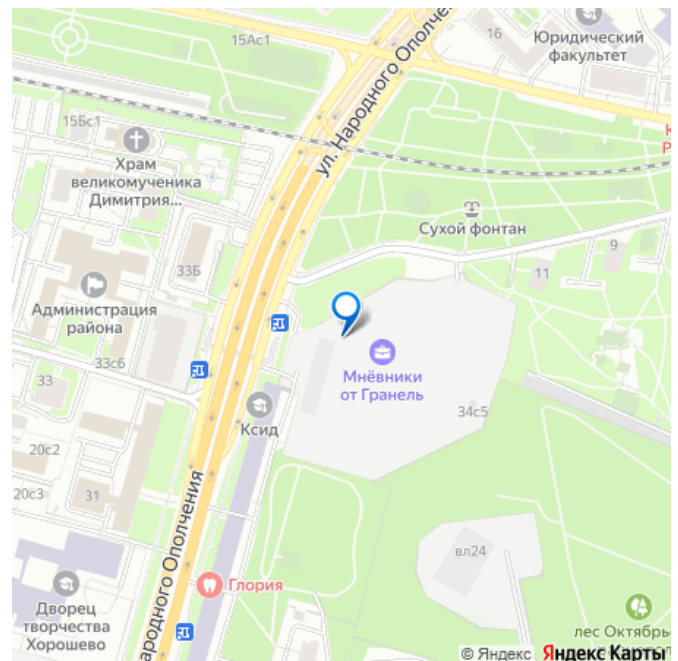 15Ас1
16
Юридический
факультет
ул. Народного Ополче
15Бс1
Храм
великомученика
Димитрия...
К
Р
Сухой фонтан
9
11
33Б
Администрация
района
33с6
33
Мнёвники
от Гранель
34с5
Ксид
20с2
20с3
31
ародного Ополчения
вл24
Глория
Дворец
творчества
Хорошево
лес Октябрь
© Яндекс Яндекс Карты